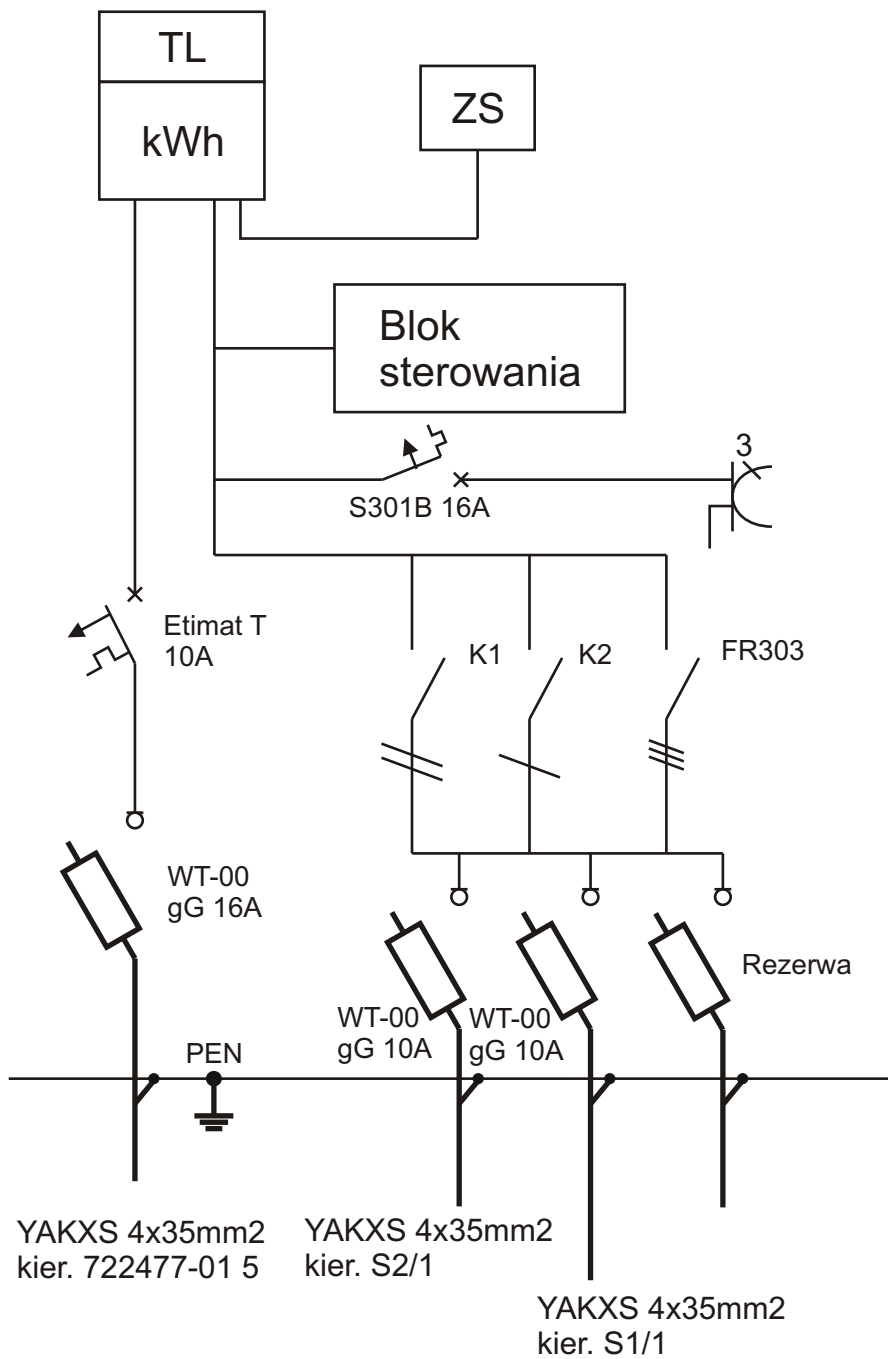 TL
kWh
ZS
Blok
sterowania
3
S301B 16A
Etimat T
10A
K1
K2
FR303
WT-00
gG 16A
Rezerwa
WT-00
gG 10A
WT-00
gG 10A
PEN
YAKXS 4x35mm2
kier. 722477-01 5
YAKXS 4x35mm2
kier. S2/1
YAKXS 4x35mm2
kier. S1/1